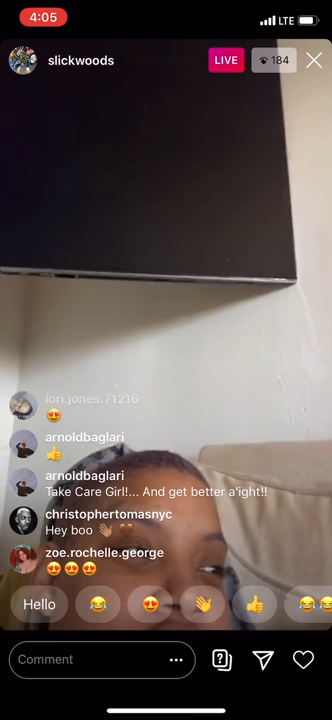 4:05
LTE
slickwoods
LIVE
184
lori.jones.71216
😍
arnoldbaglari
👍
arnoldbaglari
Take Care Girl!... And get better a'ight!!
christophertomasnyc
Hey boo 👋🏽 🤎
zoe.rochelle.george
😍😍😍
Hello 😂 😍 👋 👍 😂😂
Comment